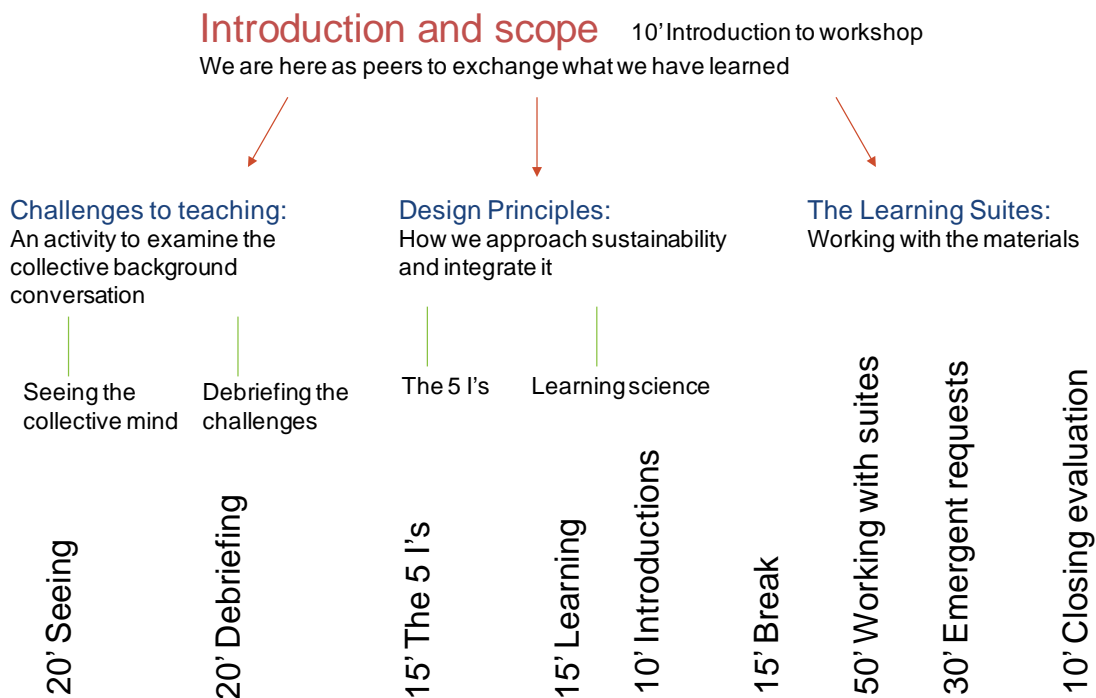 Introduction and scope 10’ Introduction to workshop
We are here as peers to exchange what we have learned
Challenges to teaching:
An activity to examine the
collective background
conversation
Design Principles:
How we approach sustainability
and integrate it
The Learning Suites:
Working with the materials
Seeing the
collective mind
Debriefing the
challenges
The 5 I’s
Learning science
20’ Seeing
20’ Debriefing
15’ The 5 I’s
15’ Learning
10’ Introductions
15’ Break
50’ Working with suites
30’ Emergent requests
10’ Closing evaluation